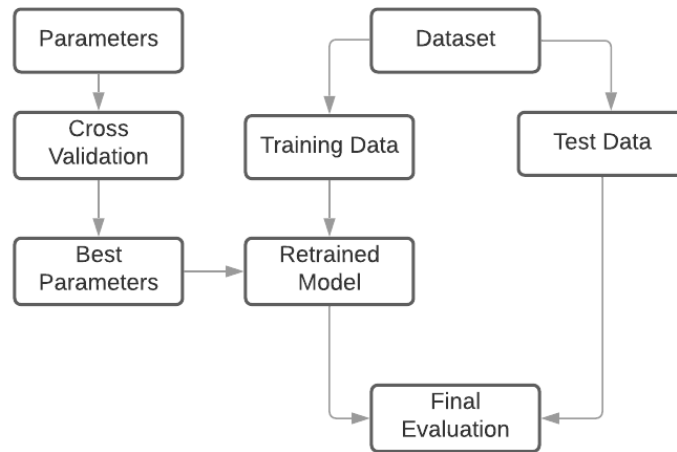 Parameters
Dataset
Cross
Validation
Training Data
Test Data
Best
Parameters
Retrained
Model
Final
Evaluation